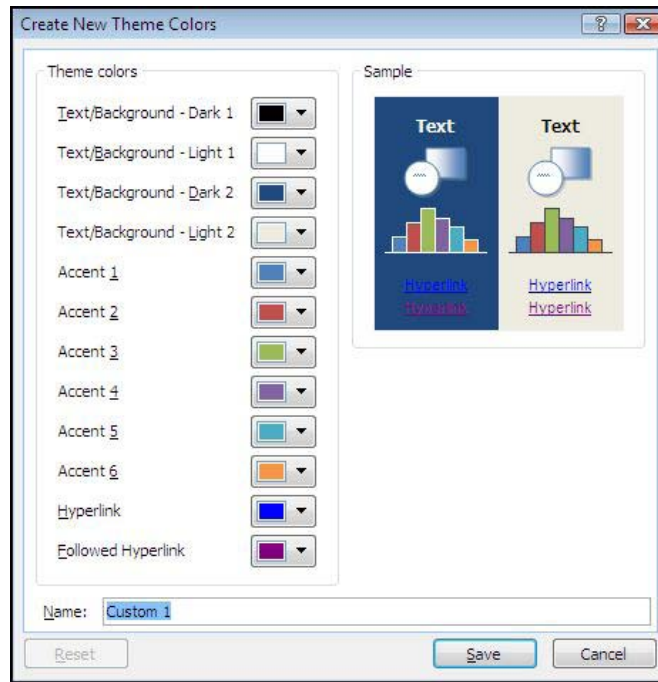 Create New Theme Colors
Theme colors
Text/Background - Dark 1
Text/Background - Light 1
Text/Background - Dark 2
Text/Background - Light 2
Accent 1
Accent 2
Accent 3
Accent 4
Accent 5
Accent 6
Hyperlink
Followed Hyperlink
Sample
Text Text
Hyperlink Hyperlink
Hyperlink Hyperlink
Name: Custom 1
Reset Save Cancel